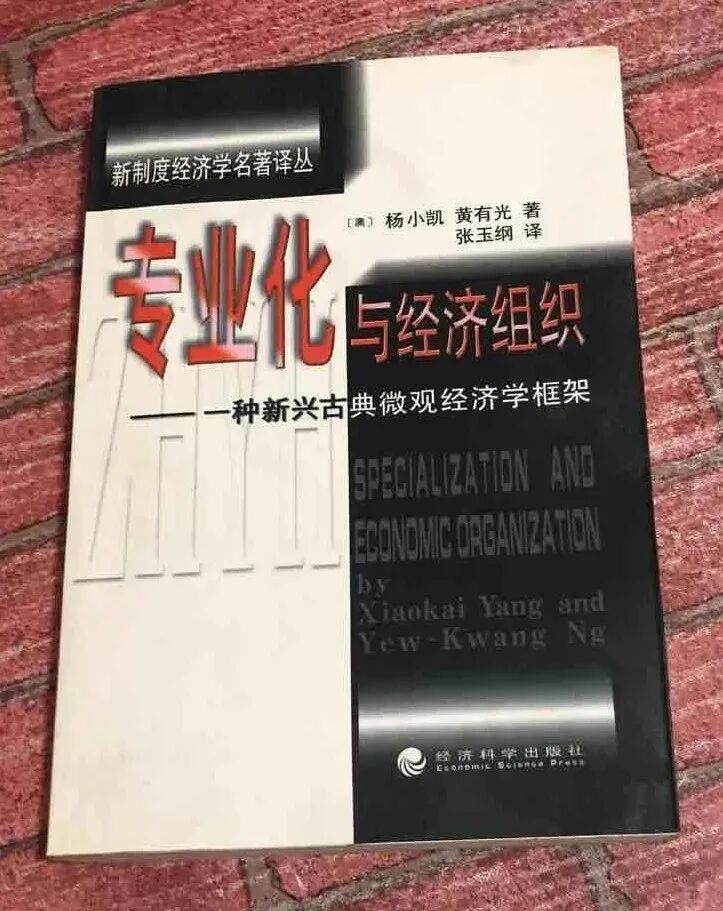 新制度经济学名著译丛
[澳] 杨小凯 黄有光 著
张玉纲 译
专业化与经济组织
——一种新兴古典微观经济学框架
SPECIALIZATION AND
ECONOMIC ORGANIZATION
by
Xiaokai Yang and
Yew-Kwang Ng
经济科学出版社
Economic Science Press